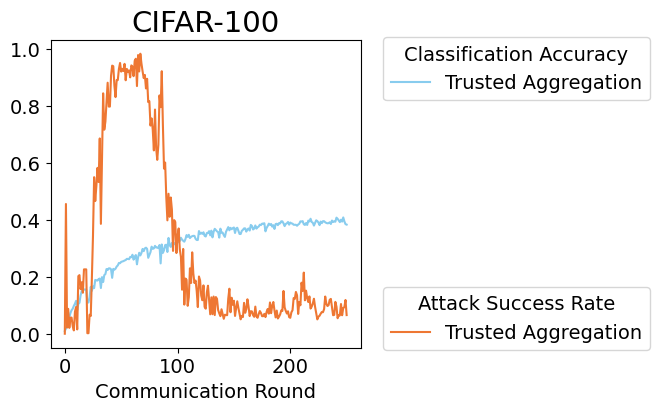 CIFAR-100
1.0
0.8
0.6
0.4
0.2
0.0
0
100
200
Communication Round
Classification Accuracy
Trusted Aggregation
Attack Success Rate
Trusted Aggregation